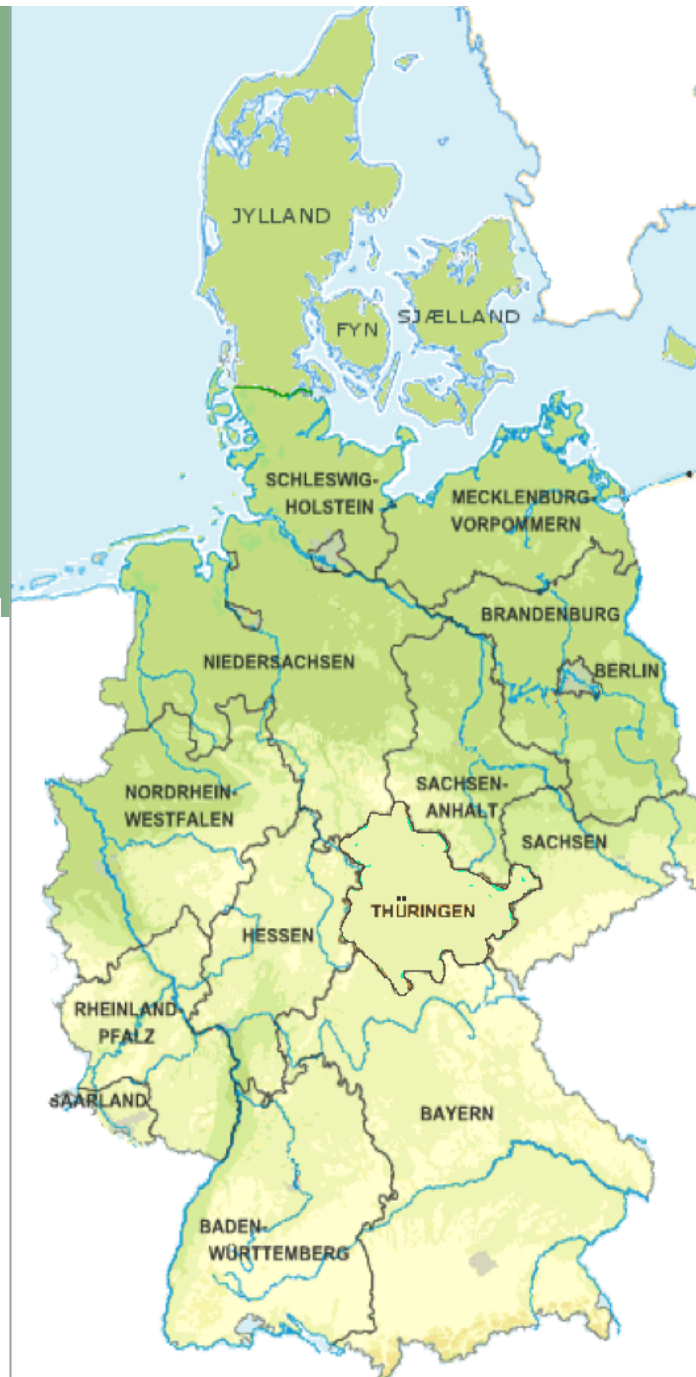 JYLLAND
FYN
SJÆLLAND
SCHLESWIG-
HOLSTEIN
MECKLENBURG-
VORPOMMERN
BRANDENBURG
NIEDERSACHSEN
BERLIN
NORDRHEIN-
WESTFALEN
SACHSEN-
ANHALT
SACHSEN
THÜRINGEN
HESSEN
RHEINLAND-
PFALZ
SAARLAND
BAYERN
BADEN-
WÜRTTEMBERG